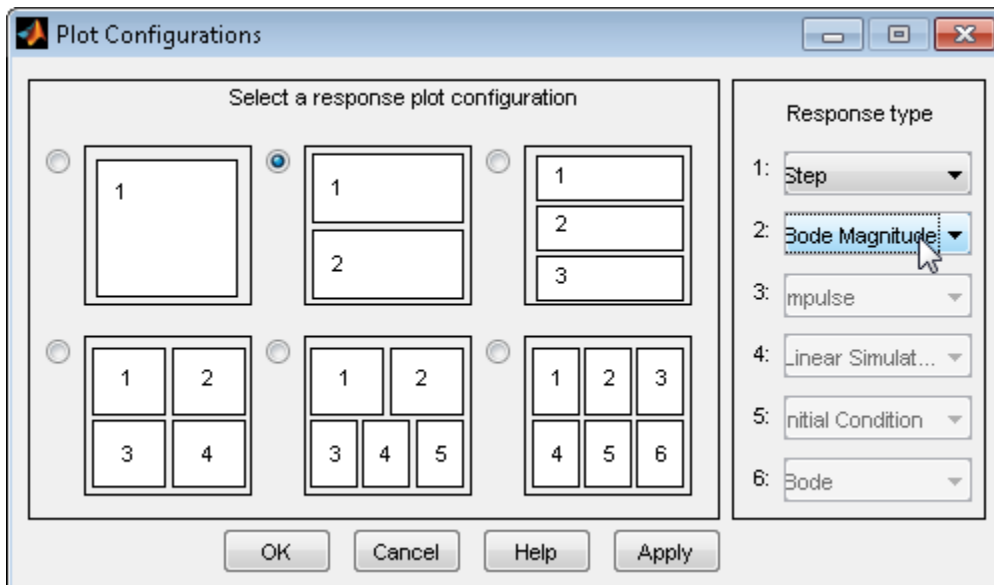 Plot Configurations
Select a response plot configuration
1
1
2
1
2
3
1 2
3 4
1 2
3 4 5
1 2 3
4 5 6
Response type
1: Step
2: Bode Magnitude
3: mpulse
4: Linear Simulat...
5: nitial Condition
6: Bode
OK Cancel Help Apply